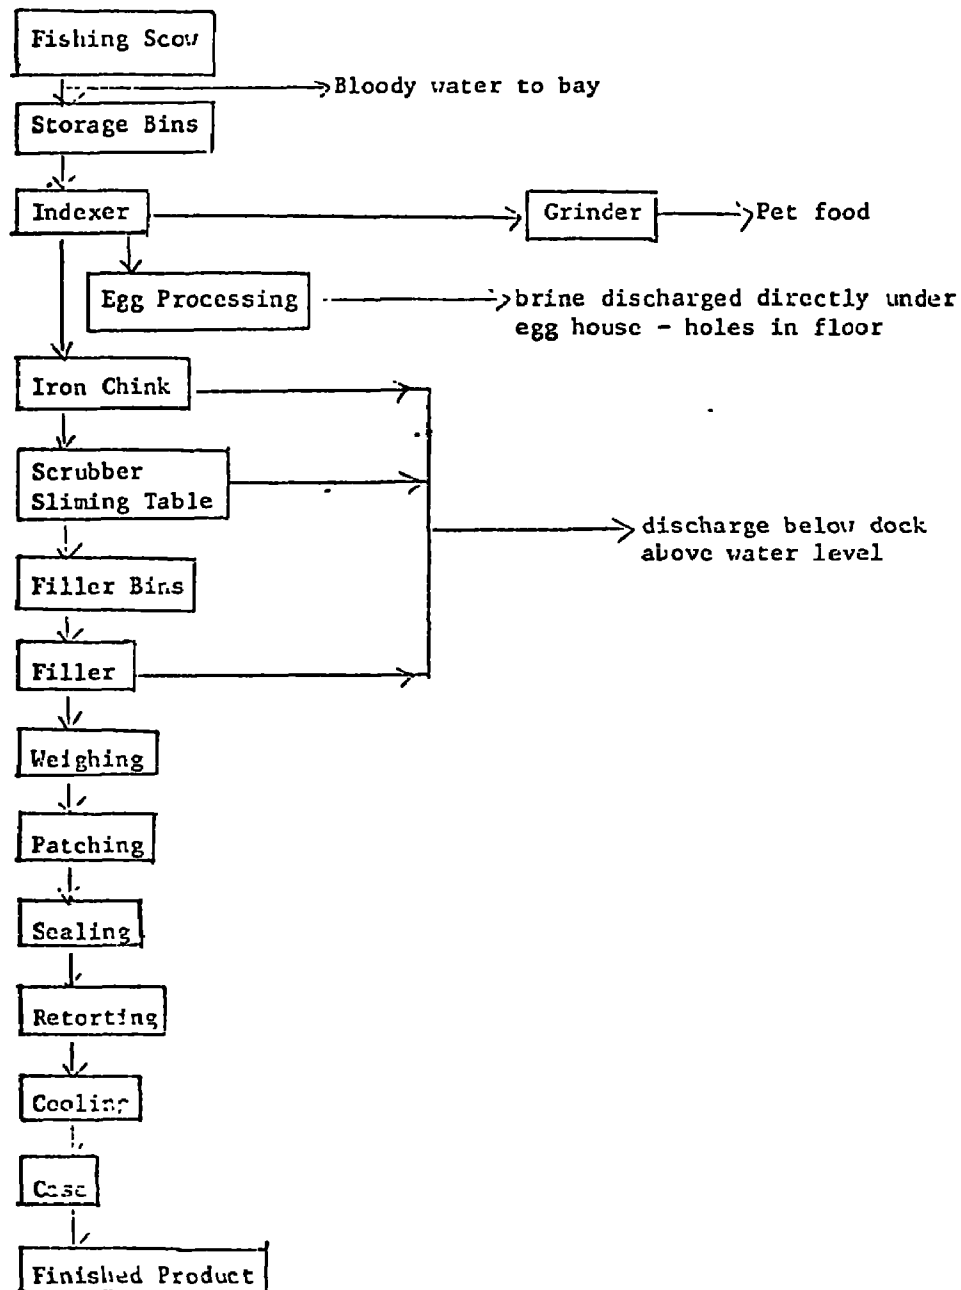 Fishing Scow
Bloody water to bay
Storage Bins
Indexer
Grinder
Pet food
Egg Processing
brine discharged directly under
egg house - holes in floor
Iron Chink
Scrubber
Sliming Table
discharge below dock
above water level
Filler Bins
Filler
Weighing
Patching
Sealing
Retorting
Cooling
Case
Finished Product